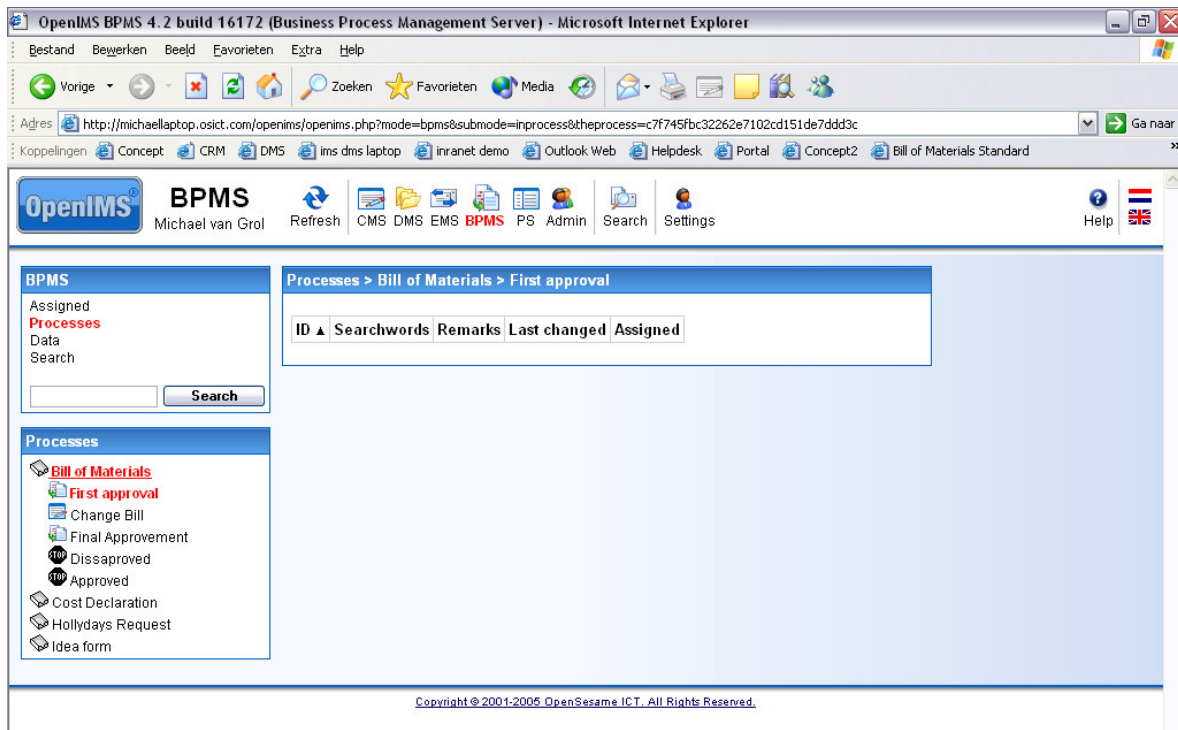 OpenIMS BPMS 4.2 build 16172 (Business Process Management Server) - Microsoft Internet Explorer
Bestand Bewerken Beeld Favorieten Extra Help
Vorige Zoeken Favorieten Media
Adres http://michaellaptop.osict.com/openims/openims.php?mode=bpms&submode=inprocess&theprocess=c7f745fbc32262e7102cd151de7ddd3c Ga naar
Koppelingen Concept CRM DMS ims dms laptop inranet demo Outlook Web Helpdesk Portal Concept2 Bill of Materials Standard »
OpenIMS® BPMS
Michael van Grol Refresh CMS DMS EMS BPMS PS Admin Search Settings Help
BPMS
Assigned
Processes
Data
Search
Search
Processes > Bill of Materials > First approval
ID ▲ Searchwords Remarks Last changed Assigned
Processes
Bill of Materials
First approval
Change Bill
Final Approvement
STOP Dissaproved
STOP Approved
Cost Declaration
Hollydays Request
Idea form
Copyright © 2001-2005 OpenSesame ICT. All Rights Reserved.